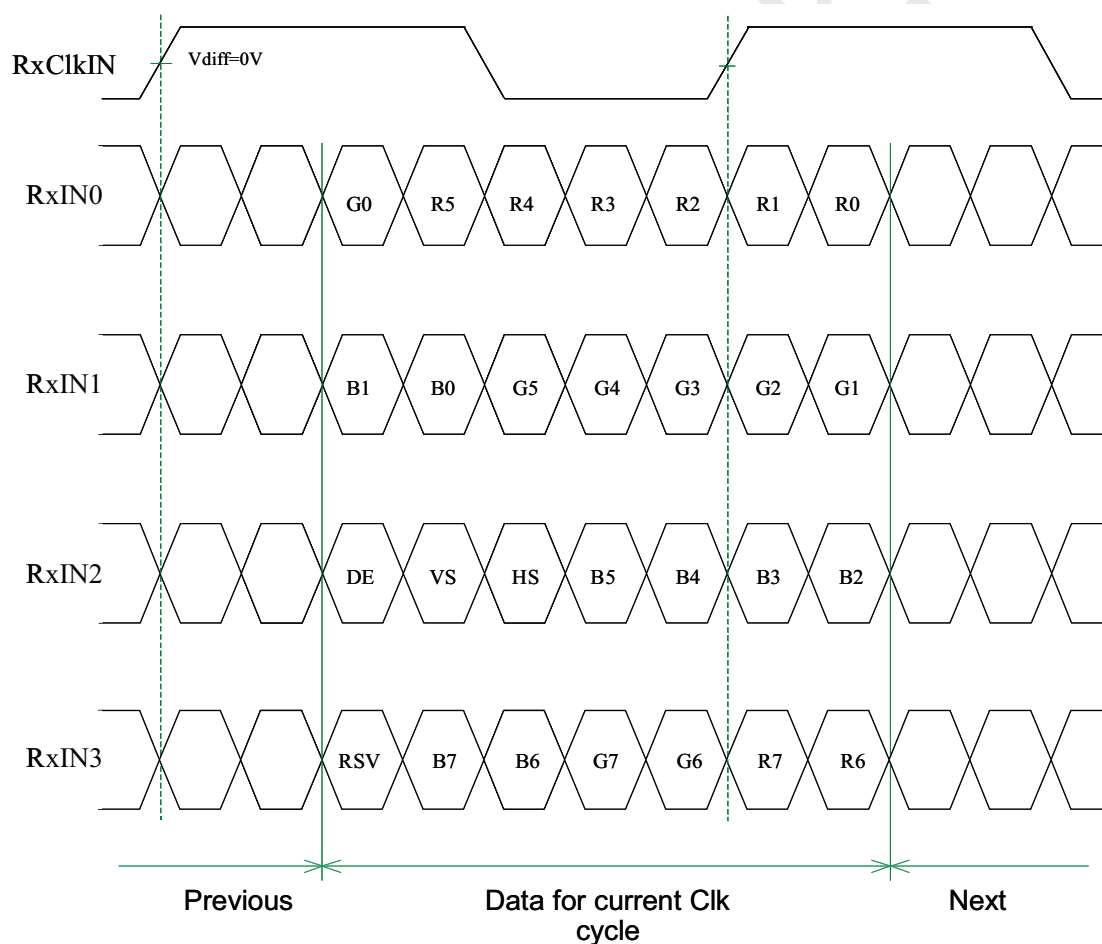 RxClkIN
Vdiff=0V
RxIN0
G0 R5 R4 R3 R2 R1 R0
RxIN1
B1 B0 G5 G4 G3 G2 G1
RxIN2
DE VS HS B5 B4 B3 B2
RxIN3
RSV B7 B6 G7 G6 R7 R6
Previous
Data for current Clk
cycle
Next